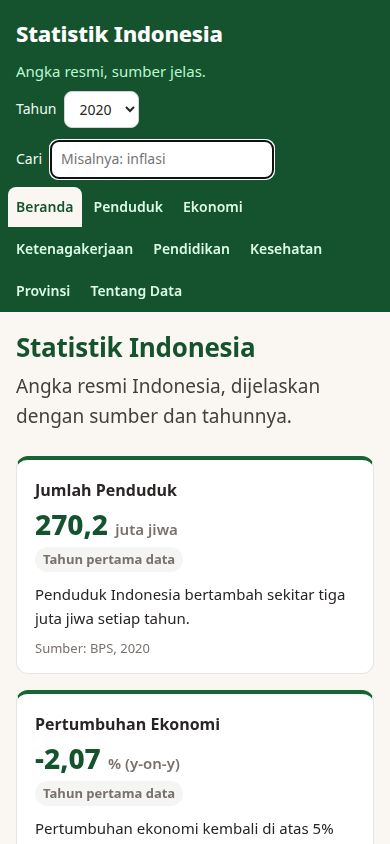 Statistik Indonesia
Angka resmi, sumber jelas.
Tahun 2020
Cari Misalnya: inflasi
Beranda Penduduk Ekonomi
Ketenagakerjaan Pendidikan Kesehatan
Provinsi Tentang Data
Statistik Indonesia
Angka resmi Indonesia, dijelaskan
dengan sumber dan tahunnya.
Jumlah Penduduk
270,2 juta jiwa
Tahun pertama data
Penduduk Indonesia bertambah sekitar tiga
juta jiwa setiap tahun.
Sumber: BPS, 2020
Pertumbuhan Ekonomi
-2,07 % (y-on-y)
Tahun pertama data
Pertumbuhan ekonomi kembali di atas 5%